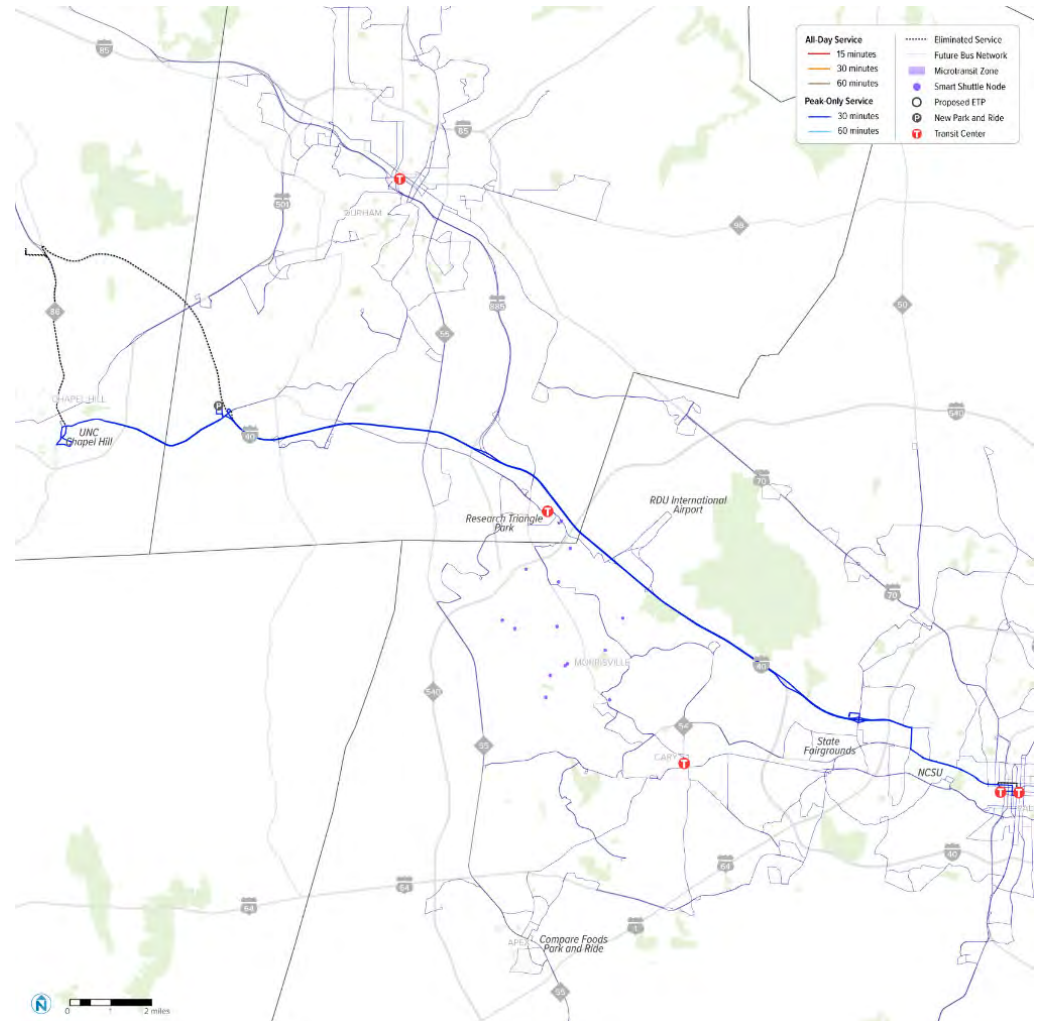 All-Day Service
15 minutes
30 minutes
60 minutes
Peak-Only Service
30 minutes
60 minutes
Eliminated Service
Future Bus Network
Microtransit Zone
Smart Shuttle Node
Proposed ETP
P New Park and Ride
T Transit Center
85
85
T
501
DURHAM
98
885
50
86
55
CHAPEL HILL
P
540
UNC
Chapel Hill
40
70
RDU International
Airport
T
Research Triangle
Park
70
MORRISVILLE
40
540
54
55
State
Fairgrounds
CARY
T
NCSU
T T
40
64
64
64
1
Compare Foods
Park and Ride
APEX
55
N
0 1 2 miles